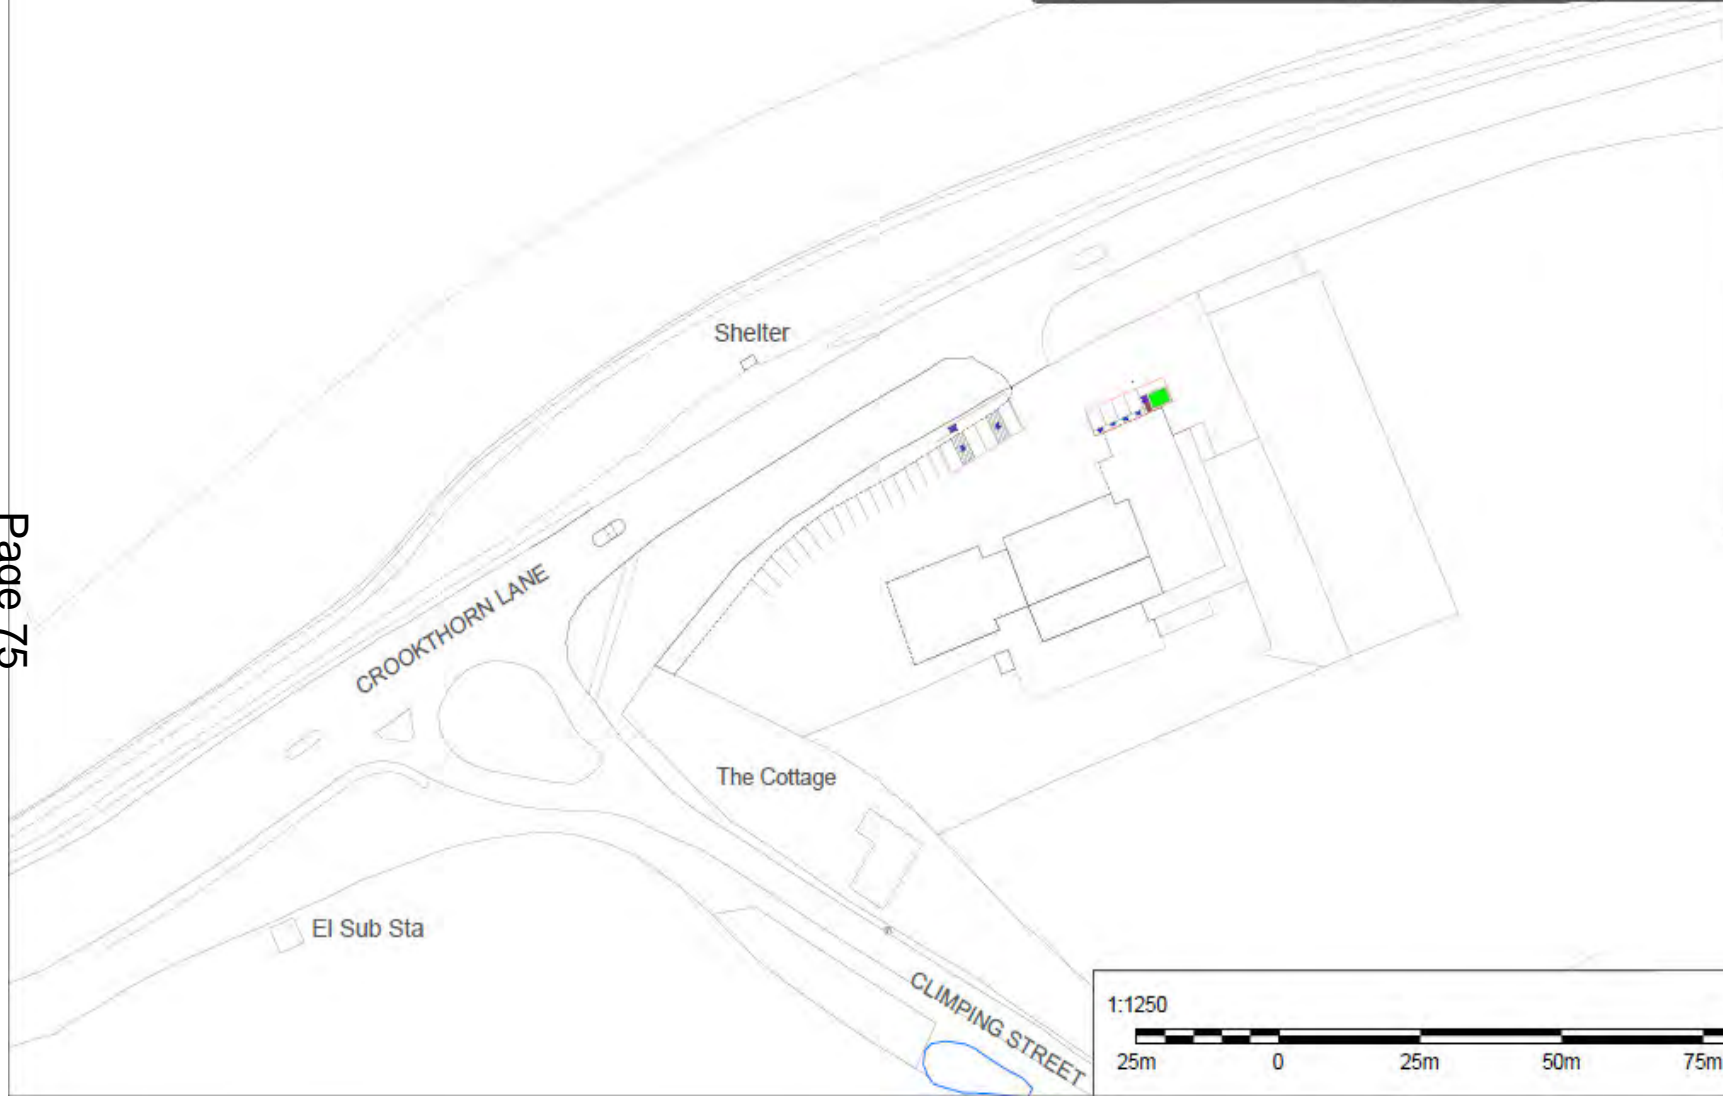 Shelter
CROOKTHORN LANE
Page 75
The Cottage
El Sub Sta
CLIMPING STREET
1:1250
25m 0 25m 50m 75m